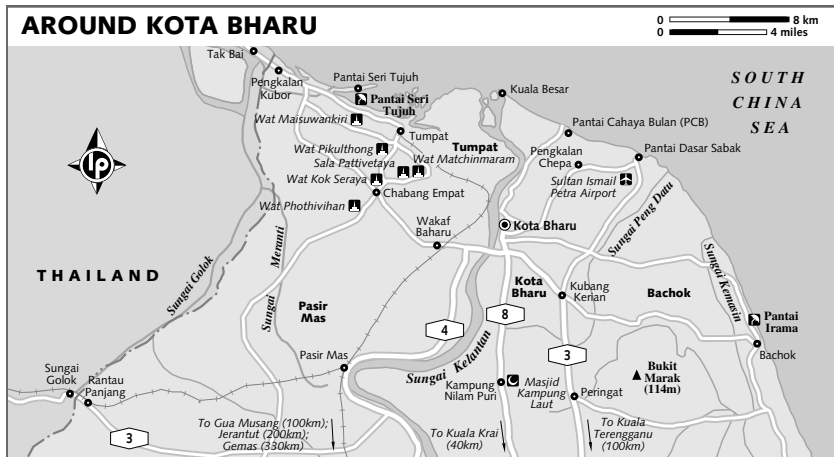 AROUND KOTA BHARU
0 8 km
0 4 miles
Tak Bai
Pengkalan
Kubor
Pantai Seri Tujuh
Pantai Seri
Tujuh
Kuala Besar
SOUTH
CHINA
SEA
Wat Maisuwankiri
Tumpat
Tumpat
Pantai Cahaya Bulan (PCB)
Wat Pikulthong
Sala Pattivetaya
Wat Matchinmaram
Pengkalan
Chepa
Pantai Dasar Sabak
lp
Wat Kok Seraya
Chabang Empat
Sultan Ismail
Petra Airport
Wat Phothivihan
Wakaf
Baharu
Kota Bharu
Sungai Peng Datu
THAILAND
Sungai Golok
Sungai Meranti
Pasir
Mas
Kota
Bharu
Kubang
Kerian
Bachok
Sungai Kemasin
Pantai
Irama
Bachok
4
8
3
Sungai Kelantan
Pasir Mas
Sungai
Golok
Rantau
Panjang
Kampung
Nilam Puri
Masjid
Kampung
Laut
Peringat
Bukit
Marak
(114m)
3
To Gua Musang (100km);
Jerantut (200km);
Gemas (330km)
To Kuala Krai
(40km)
To Kuala
Terengganu
(100km)